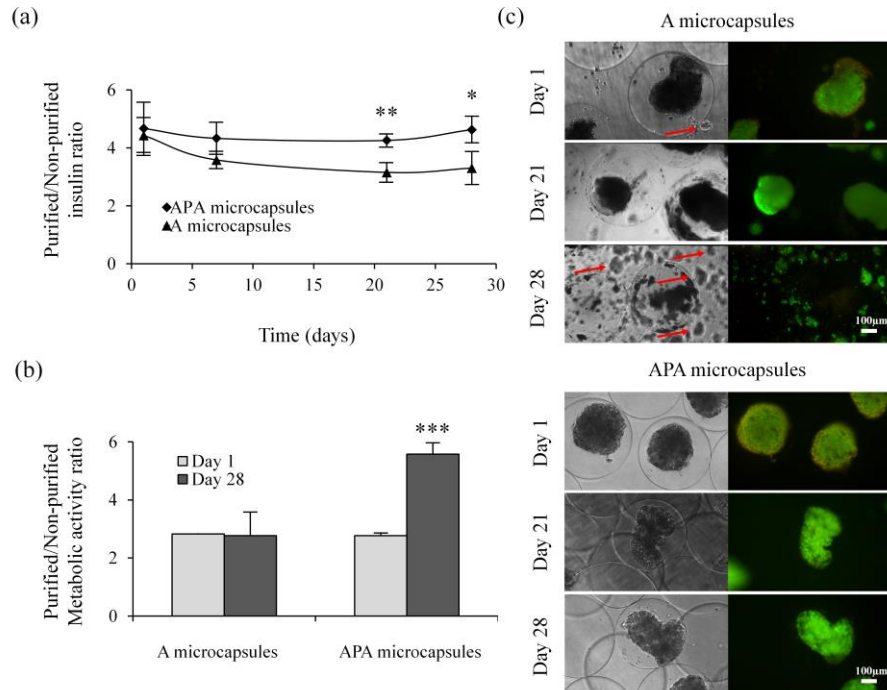 (a)
Purified/Non-purified
insulin ratio
6
4
2
0
** *
APA microcapsules
A microcapsules
0 5 10 15 20 25 30
Time (days)
(b)
Purified/Non-purified
Metabolic activity ratio
6
4
2
0
Day 1
Day 28
***
A microcapsules APA microcapsules
(c)
A microcapsules
Day 1
Day 21
Day 28
100µm
APA microcapsules
Day 1
Day 21
Day 28
100µm